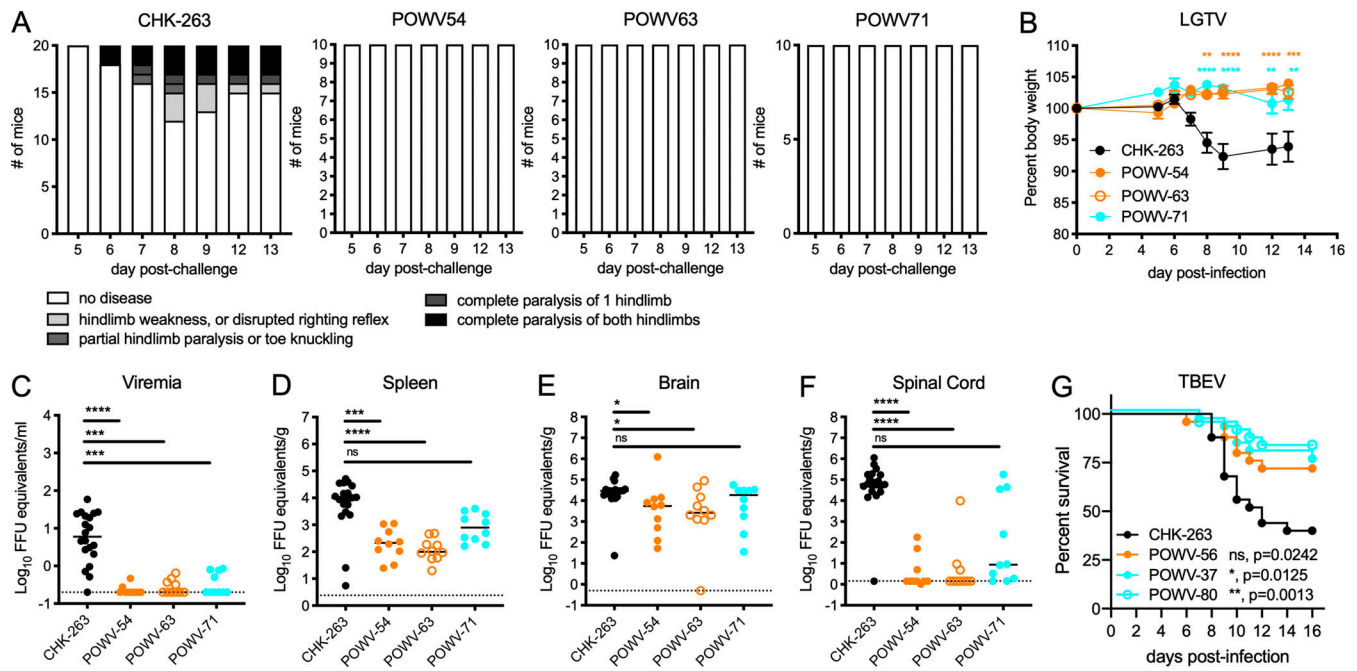 A
CHK-263
# of mice
20
15
10
5
0
5 6 7 8 9 12 13
day post-challenge
POWV54
# of mice
10
9
8
7
6
5
4
3
2
1
0
5 6 7 8 9 12 13
day post-challenge
POWV63
# of mice
10
9
8
7
6
5
4
3
2
1
0
5 6 7 8 9 12 13
day post-challenge
POWV71
# of mice
10
5
0
5 6 7 8 9 12 13
day post-challenge
no disease
hindlimb weakness, or disrupted righting reflex
partial hindlimb paralysis or toe knuckling
complete paralysis of 1 hindlimb
complete paralysis of both hindlimbs
B
LGTV
Percent body weight
110
105
100
95
90
85
80
** **** **** ***
**** **** ** **
CHK-263
POWV-54
POWV-63
POWV-71
0 2 4 6 8 10 12 14 16
day post-infection
C
Viremia
Log10 FFU equivalents/ml
4
3
2
1
0
-1
****
***
***
CHK-263
POWV-54
POWV-63
POWV-71
D
Spleen
Log10 FFU equivalents/g
8
7
6
5
4
3
2
1
0
***
****
ns
CHK-263
POWV-54
POWV-63
POWV-71
E
Brain
Log10 FFU equivalents/g
8
7
6
5
4
3
2
1
0
-1
*
*
ns
CHK-263
POWV-54
POWV-63
POWV-71
F
Spinal Cord
Log10 FFU equivalents/g
8
7
6
5
4
3
2
1
0
-1
****
****
ns
CHK-263
POWV-54
POWV-63
POWV-71
G
TBEV
Percent survival
100
75
50
25
0
CHK-263
POWV-56 ns, p=0.0242
POWV-37 *, p=0.0125
POWV-80 **, p=0.0013
0 2 4 6 8 10 12 14 16
days post-infection